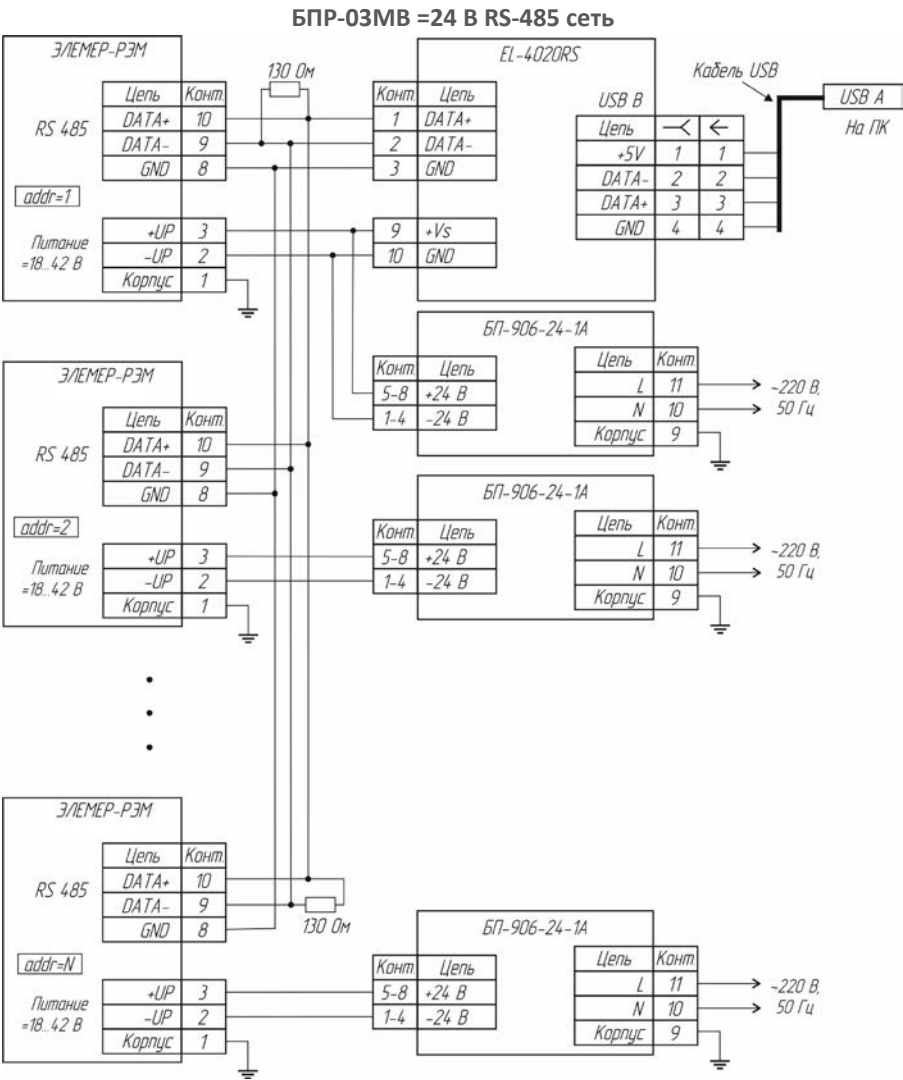 БПР-03МВ =24 В RS-485 сеть
ЭЛЕМЕР-РЭМ
RS 485
addr=1
Питание
=18...42 В
Цепь Конт.
DATA+ 10
DATA- 9
GND 8
+UP 3
-UP 2
Корпус 1
130 Ом
EL-4020RS
Конт. Цепь
1 DATA+
2 DATA-
3 GND
9 +Vs
10 GND
USB B
Цепь
+5V 1 1
DATA- 2 2
DATA+ 3 3
GND 4 4
Кабель USB
USB A
На ПК
БП-906-24-1А
Конт. Цепь
5-8 +24 В
1-4 -24 В
Цепь Конт.
L 11
N 10
Корпус 9
~220 В,
50 Гц
ЭЛЕМЕР-РЭМ
RS 485
addr=2
Питание
=18...42 В
Цепь Конт.
DATA+ 10
DATA- 9
GND 8
+UP 3
-UP 2
Корпус 1
БП-906-24-1А
Конт. Цепь
5-8 +24 В
1-4 -24 В
Цепь Конт.
L 11
N 10
Корпус 9
~220 В,
50 Гц
ЭЛЕМЕР-РЭМ
RS 485
addr=N
Питание
=18...42 В
Цепь Конт.
DATA+ 10
DATA- 9
GND 8
+UP 3
-UP 2
Корпус 1
130 Ом
БП-906-24-1А
Конт. Цепь
5-8 +24 В
1-4 -24 В
Цепь Конт.
L 11
N 10
Корпус 9
~220 В,
50 Гц